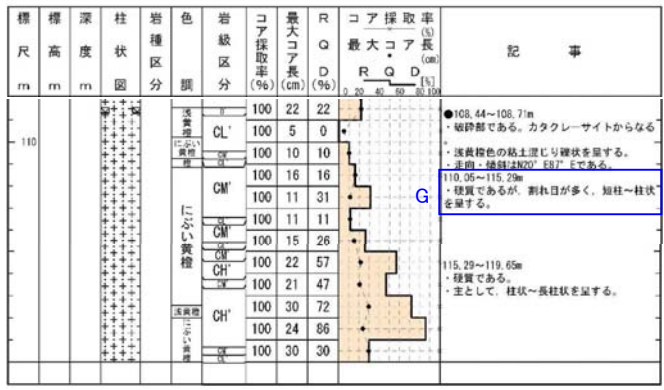 標尺 m
標高 m
深度 m
柱状図
岩種区分
色調
岩級区分
コア採取率(%)
最大コア長(cm)
RQD(%)
コア採取率(%)
最大コア長(cm)
RQD[%]
0 20 40 60 80 100
記事
110
浅黄橙
にぶい黄橙
橙
にぶい黄橙
浅黄橙
にぶい黄橙
D'
CL'
CM'
CM'
CL'
CM'
CL'
CM'
CH'
CM'
CH'
CM'
CL'
100 22 22
100 5 0
100 10 10
100 16 16
100 11 31
100 11 11
100 15 26
100 22 57
100 21 47
100 30 72
100 24 86
100 30 30
●108.44～108.71m
・破砕部である。カタクレーサイトからなる
。
・浅黄橙色の粘土混じり礫状を呈する。
・走向・傾斜はN20°E87°Eである。
G
110.05～115.29m
・硬質であるが、割れ目が多く、短柱～柱状
を呈する。
115.29～119.65m
・硬質である。
・主として、柱状～長柱状を呈する。